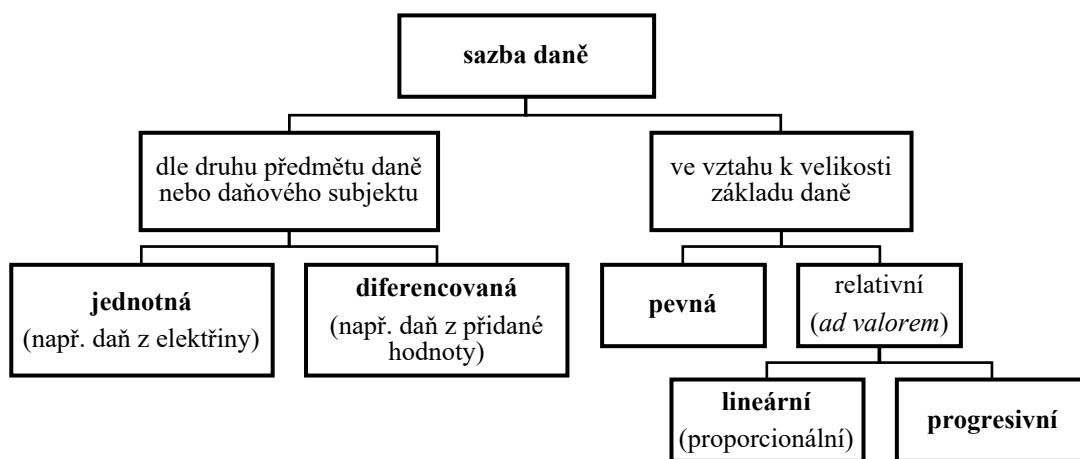 sazba daně
dle druhu předmětu daně
nebo daňového subjektu
ve vztahu k velikosti
základu daně
jednotná
(např. daň z elektřiny)
diferencovaná
(např. daň z přidané
hodnoty)
pevná
relativní
(ad valorem)
lineární
(proporcionální)
progresivní